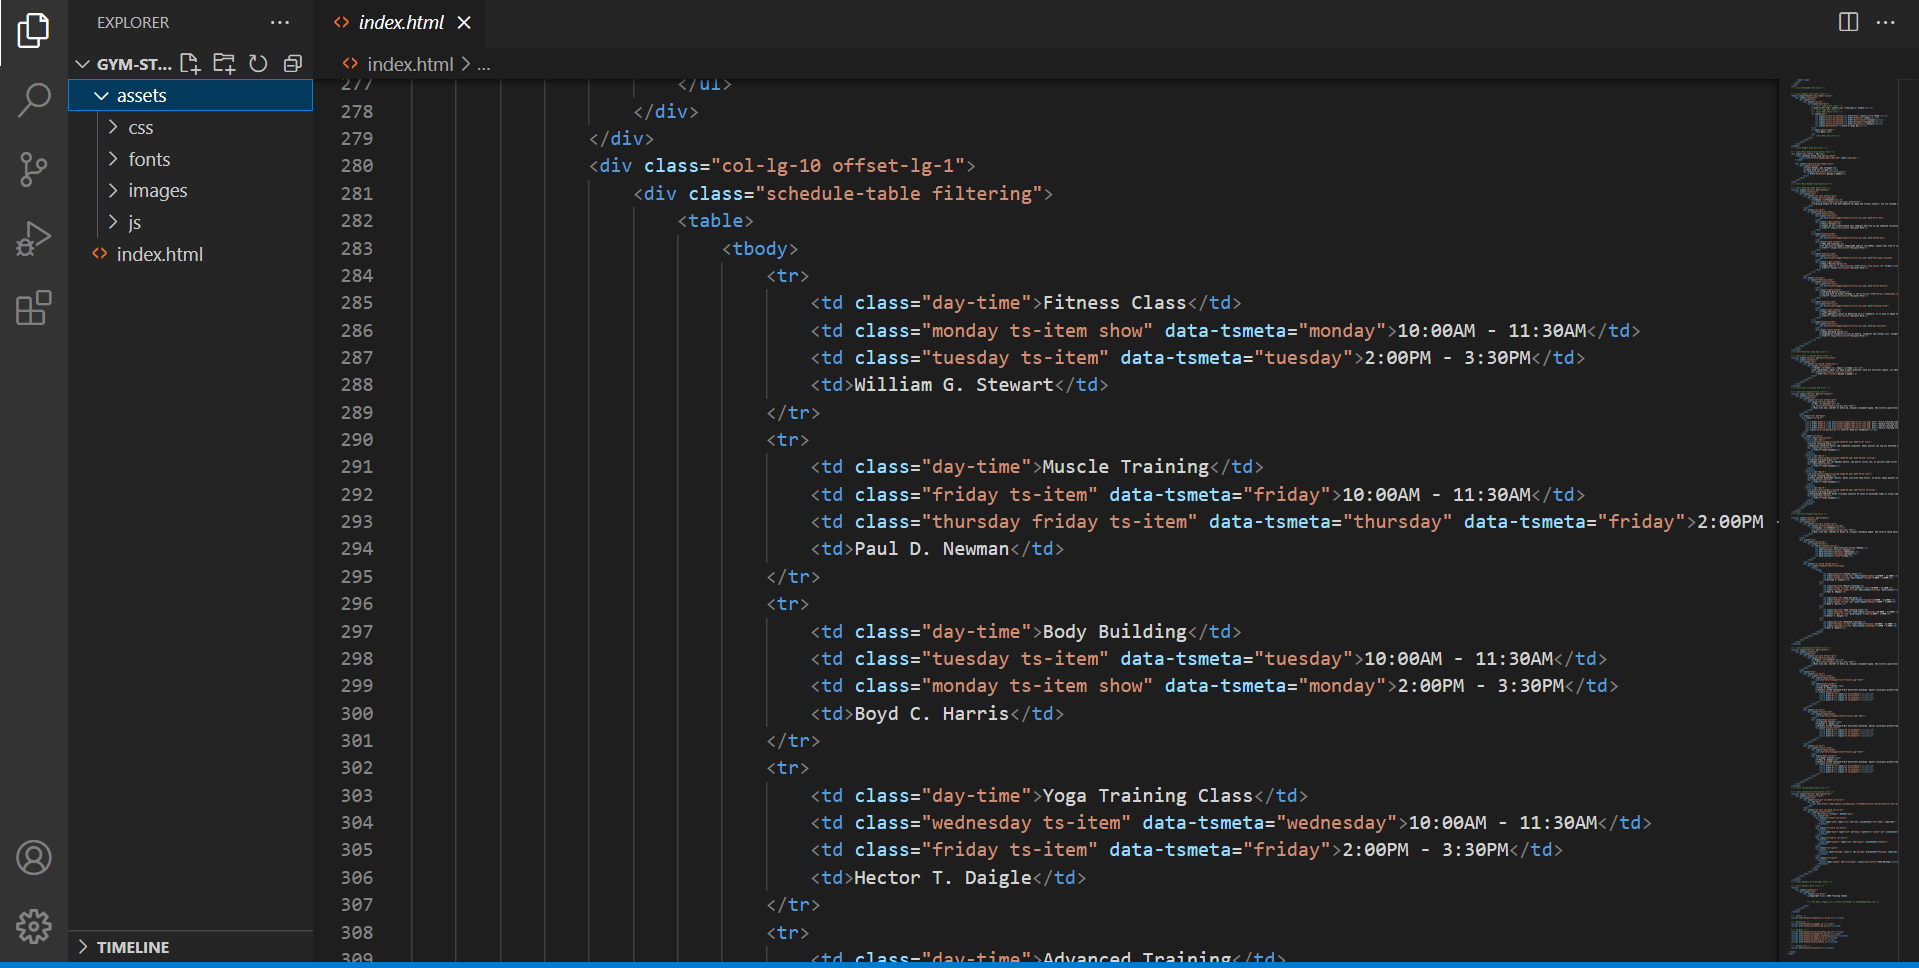 EXPLORER
GYM-ST...
assets
css
fonts
images
js
index.html
TIMELINE
index.html
index.html > ...
277 </ul>
278 </div>
279 </div>
280 <div class="col-lg-10 offset-lg-1">
281 <div class="schedule-table filtering">
282 <table>
283 <tbody>
284 <tr>
285 <td class="day-time">Fitness Class</td>
286 <td class="monday ts-item show" data-tsmeta="monday">10:00AM - 11:30AM</td>
287 <td class="tuesday ts-item" data-tsmeta="tuesday">2:00PM - 3:30PM</td>
288 <td>William G. Stewart</td>
289 </tr>
290 <tr>
291 <td class="day-time">Muscle Training</td>
292 <td class="friday ts-item" data-tsmeta="friday">10:00AM - 11:30AM</td>
293 <td class="thursday friday ts-item" data-tsmeta="thursday" data-tsmeta="friday">2:00PM -
294 <td>Paul D. Newman</td>
295 </tr>
296 <tr>
297 <td class="day-time">Body Building</td>
298 <td class="tuesday ts-item" data-tsmeta="tuesday">10:00AM - 11:30AM</td>
299 <td class="monday ts-item show" data-tsmeta="monday">2:00PM - 3:30PM</td>
300 <td>Boyd C. Harris</td>
301 </tr>
302 <tr>
303 <td class="day-time">Yoga Training Class</td>
304 <td class="wednesday ts-item" data-tsmeta="wednesday">10:00AM - 11:30AM</td>
305 <td class="friday ts-item" data-tsmeta="friday">2:00PM - 3:30PM</td>
306 <td>Hector T. Daigle</td>
307 </tr>
308 <tr>
309 <td class="day-time">Advanced Training</td>